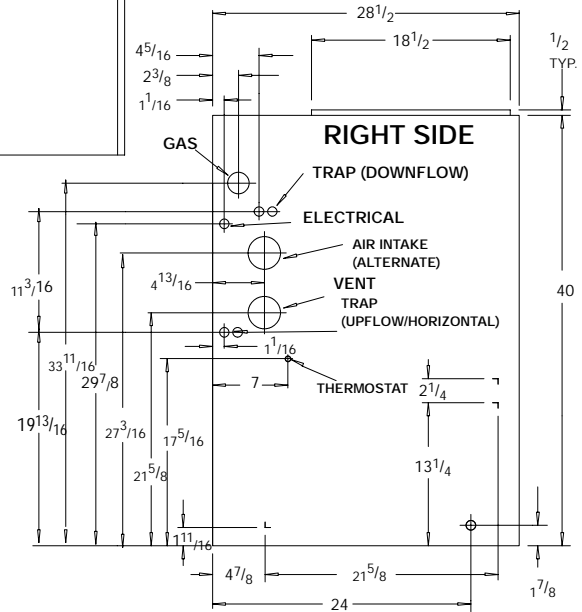 28 1/2
18 1/2
4 5/16
1/2
TYP.
2 3/8
1 1/16
RIGHT SIDE
GAS
TRAP (DOWNFLOW)
ELECTRICAL
AIR INTAKE
(ALTERNATE)
4 13/16
VENT
11 3/16
40
TRAP
(UPFLOW/HORIZONTAL)
1 1/16
33 11/16
29 7/8
7
THERMOSTAT
2 1/4
19 13/16
27 3/16
17 5/16
21 5/8
13 1/4
1 11/16
4 7/8
21 5/8
1 7/8
24